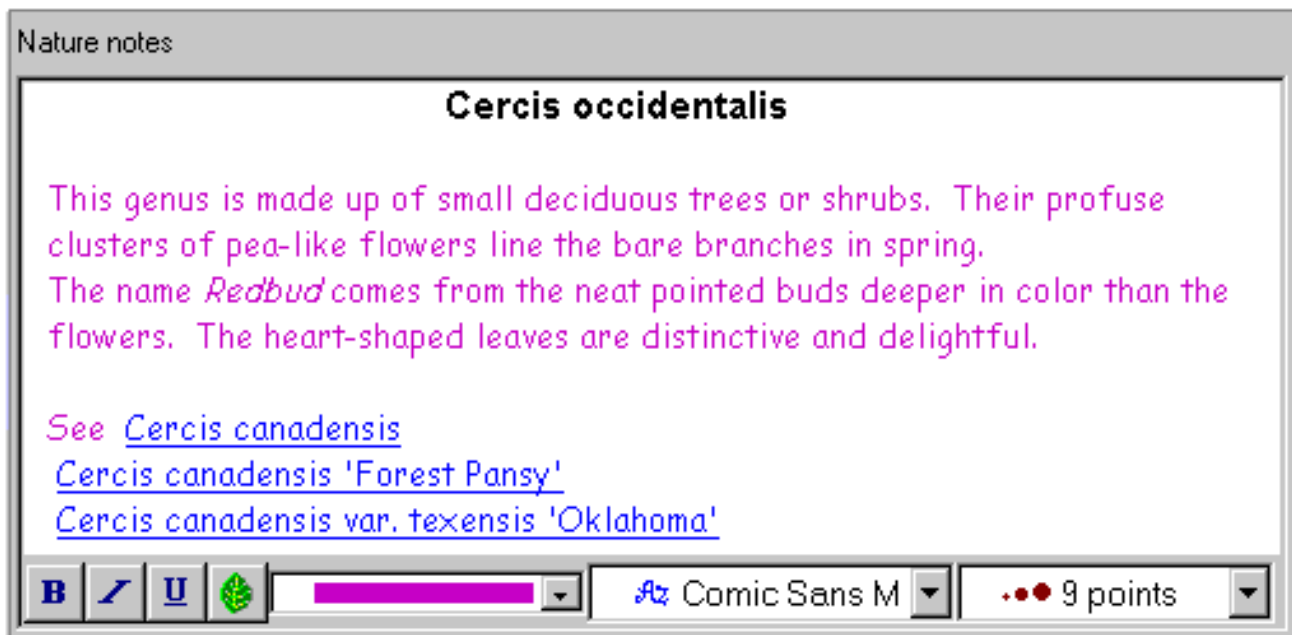 Nature notes
Cercis occidentalis
This genus is made up of small deciduous trees or shrubs.  Their profuse
clusters of pea-like flowers line the bare branches in spring.
The name Redbud comes from the neat pointed buds deeper in color than the
flowers.  The heart-shaped leaves are distinctive and delightful.
See  Cercis canadensis
Cercis canadensis 'Forest Pansy'
Cercis canadensis var. texensis 'Oklahoma'
B I U Az Comic Sans M 9 points